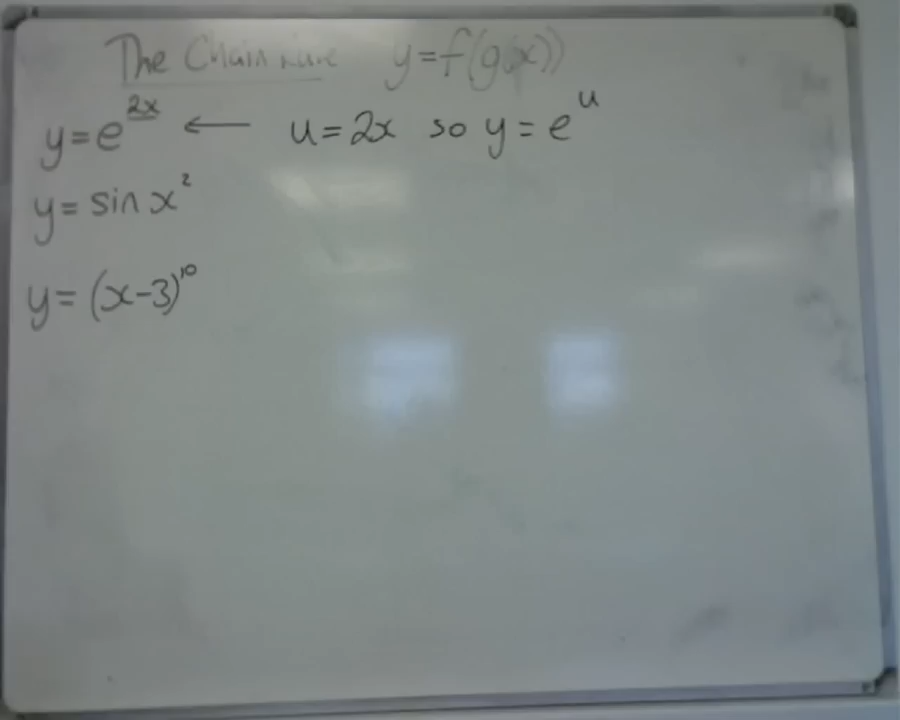 The Chain Rule y=f(g(x))
y=e^{2x} ← u=2x so y=e^u
y=sin x²
y=(x-3)^{10}